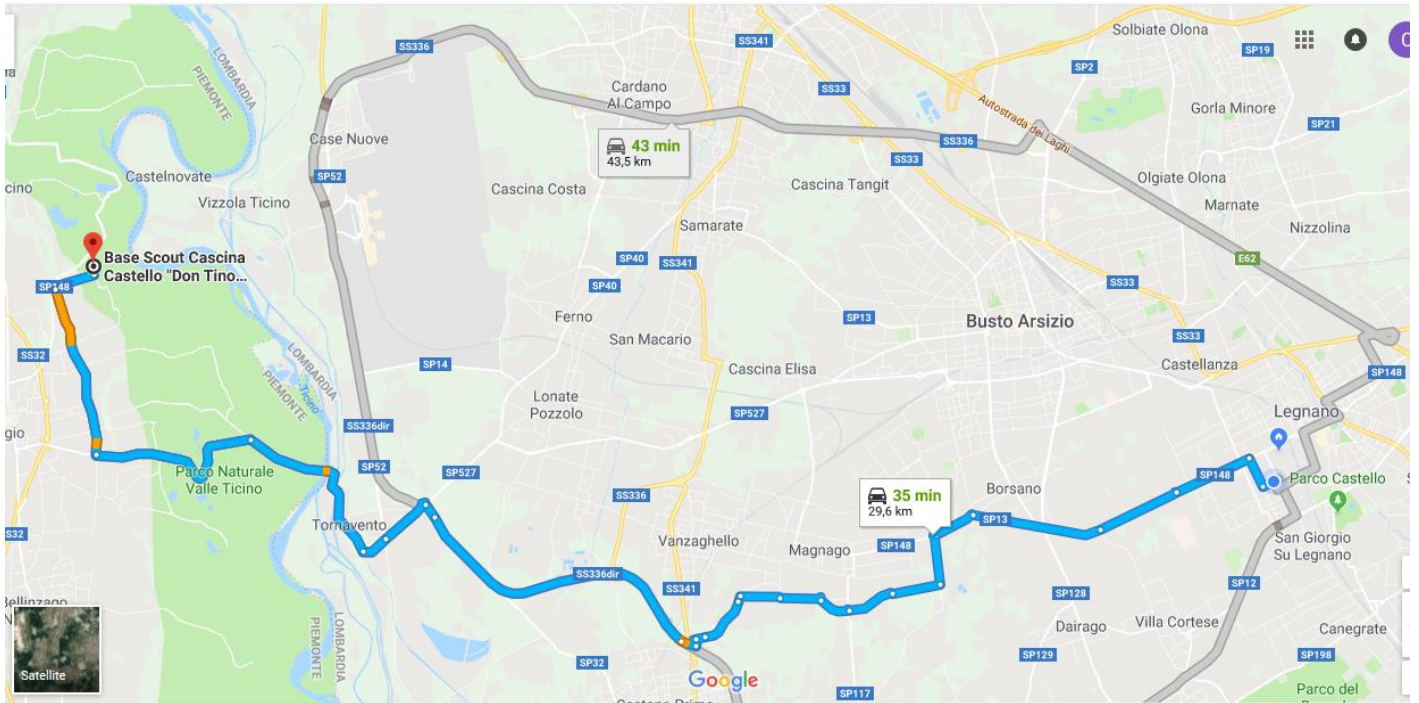 SS336
SS341
Solbiate Olona
SP19
SP2
LOMBARDIA
PIEMONTE
Cardano
Al Campo
SS33
Autostrada dei Laghi
Gorla Minore
SP21
Case Nuove
43 min
43,5 km
SS336
SS33
Castelnovate
SP52
Cascina Costa
Cascina Tangit
Olgiate Olona
Marnate
Vizzola Ticino
Samarate
Nizzolina
Base Scout Cascina
Castello "Don Tino...
SP40
SS341
E62
SP148
SP40
SS33
Ferno
SP13
Busto Arsizio
San Macario
SS33
SS32
LOMBARDIA
PIEMONTE
Ticino
SP14
Cascina Elisa
Castellanza
SP148
Lonate
Pozzolo
SP527
Legnano
SS336dir
Parco Naturale
Valle Ticino
SP52
SP527
SP148
Parco Castello
SS336
35 min
29,6 km
Borsano
Tornavento
SP13
San Giorgio
Su Legnano
Vanzaghello
Magnago
SP148
SS336dir
SS341
SP12
SP128
Bellinzago
LOMBARDIA
PIEMONTE
Dairago
Villa Cortese
Canegrate
SP32
SP129
SP198
Satellite
Google
SP117
Parco del